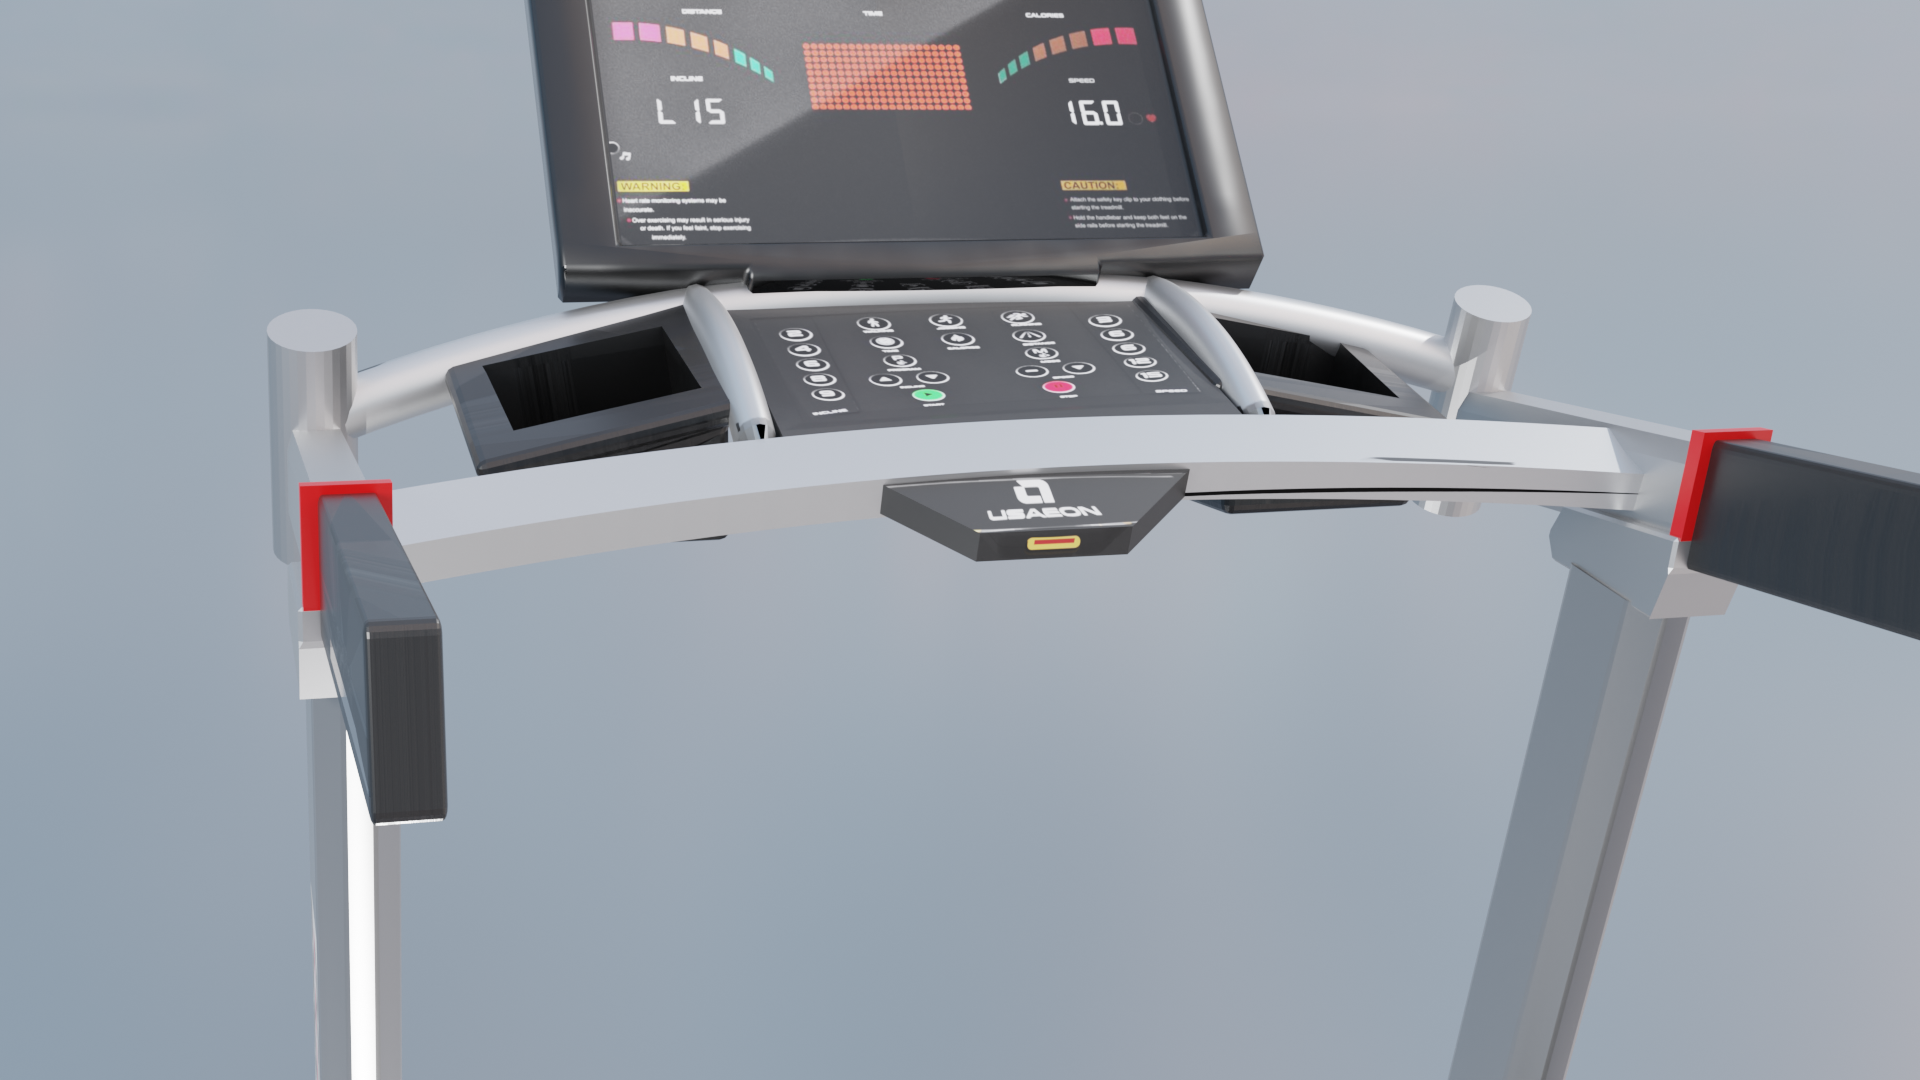 DISTANCE
TIME
CALORIES
INCLINE
SPEED
L 15
16.0
WARNING:
Heart rate monitoring systems may be
inaccurate.
Over exercising may result in serious injury
or death. If you feel faint, stop exercising
immediately.
CAUTION:
Attach the safety key clip to your clothing before
starting the treadmill.
Hold the handlebar and keep both feet on the
side rails before starting the treadmill.
INCLINE
SPEED
USAEON